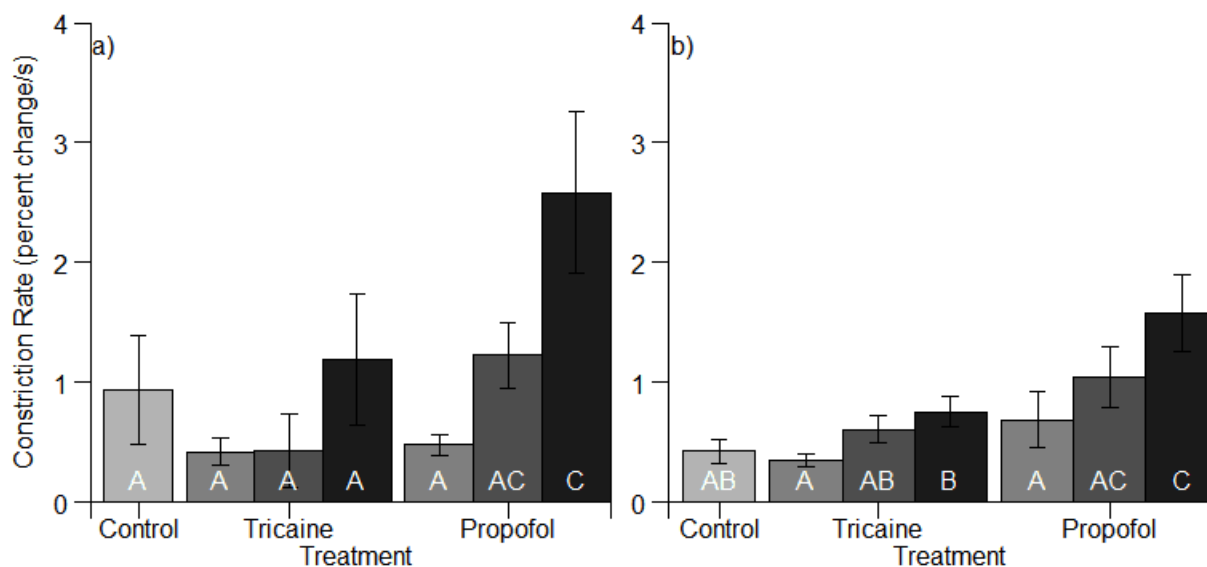 Constriction Rate (percent change/s)
4
3
2
1
0
a)
A
A
A
A
A
AC
C
Control
Tricaine
Propofol
Treatment
4
3
2
1
0
b)
AB
A
AB
B
A
AC
C
Control
Tricaine
Propofol
Treatment